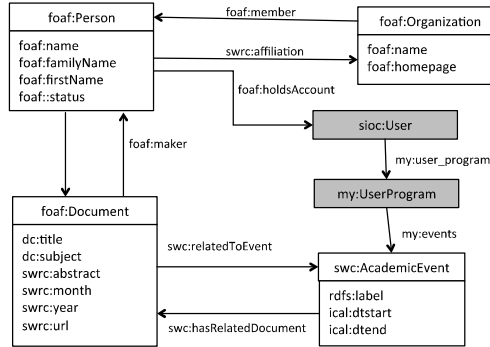 foaf:Person
foaf:name
foaf:familyName
foaf:firstName
foaf::status
foaf:member
foaf:Organization
foaf:name
foaf:homepage
swrc:affiliation
foaf:holdsAccount
sioc:User
my:user_program
my:UserProgram
my:events
foaf:maker
foaf:Document
dc:title
dc:subject
swrc:abstract
swrc:month
swrc:year
swrc:url
swc:relatedToEvent
swc:AcademicEvent
rdfs:label
ical:dtstart
ical:dtend
swc:hasRelatedDocument